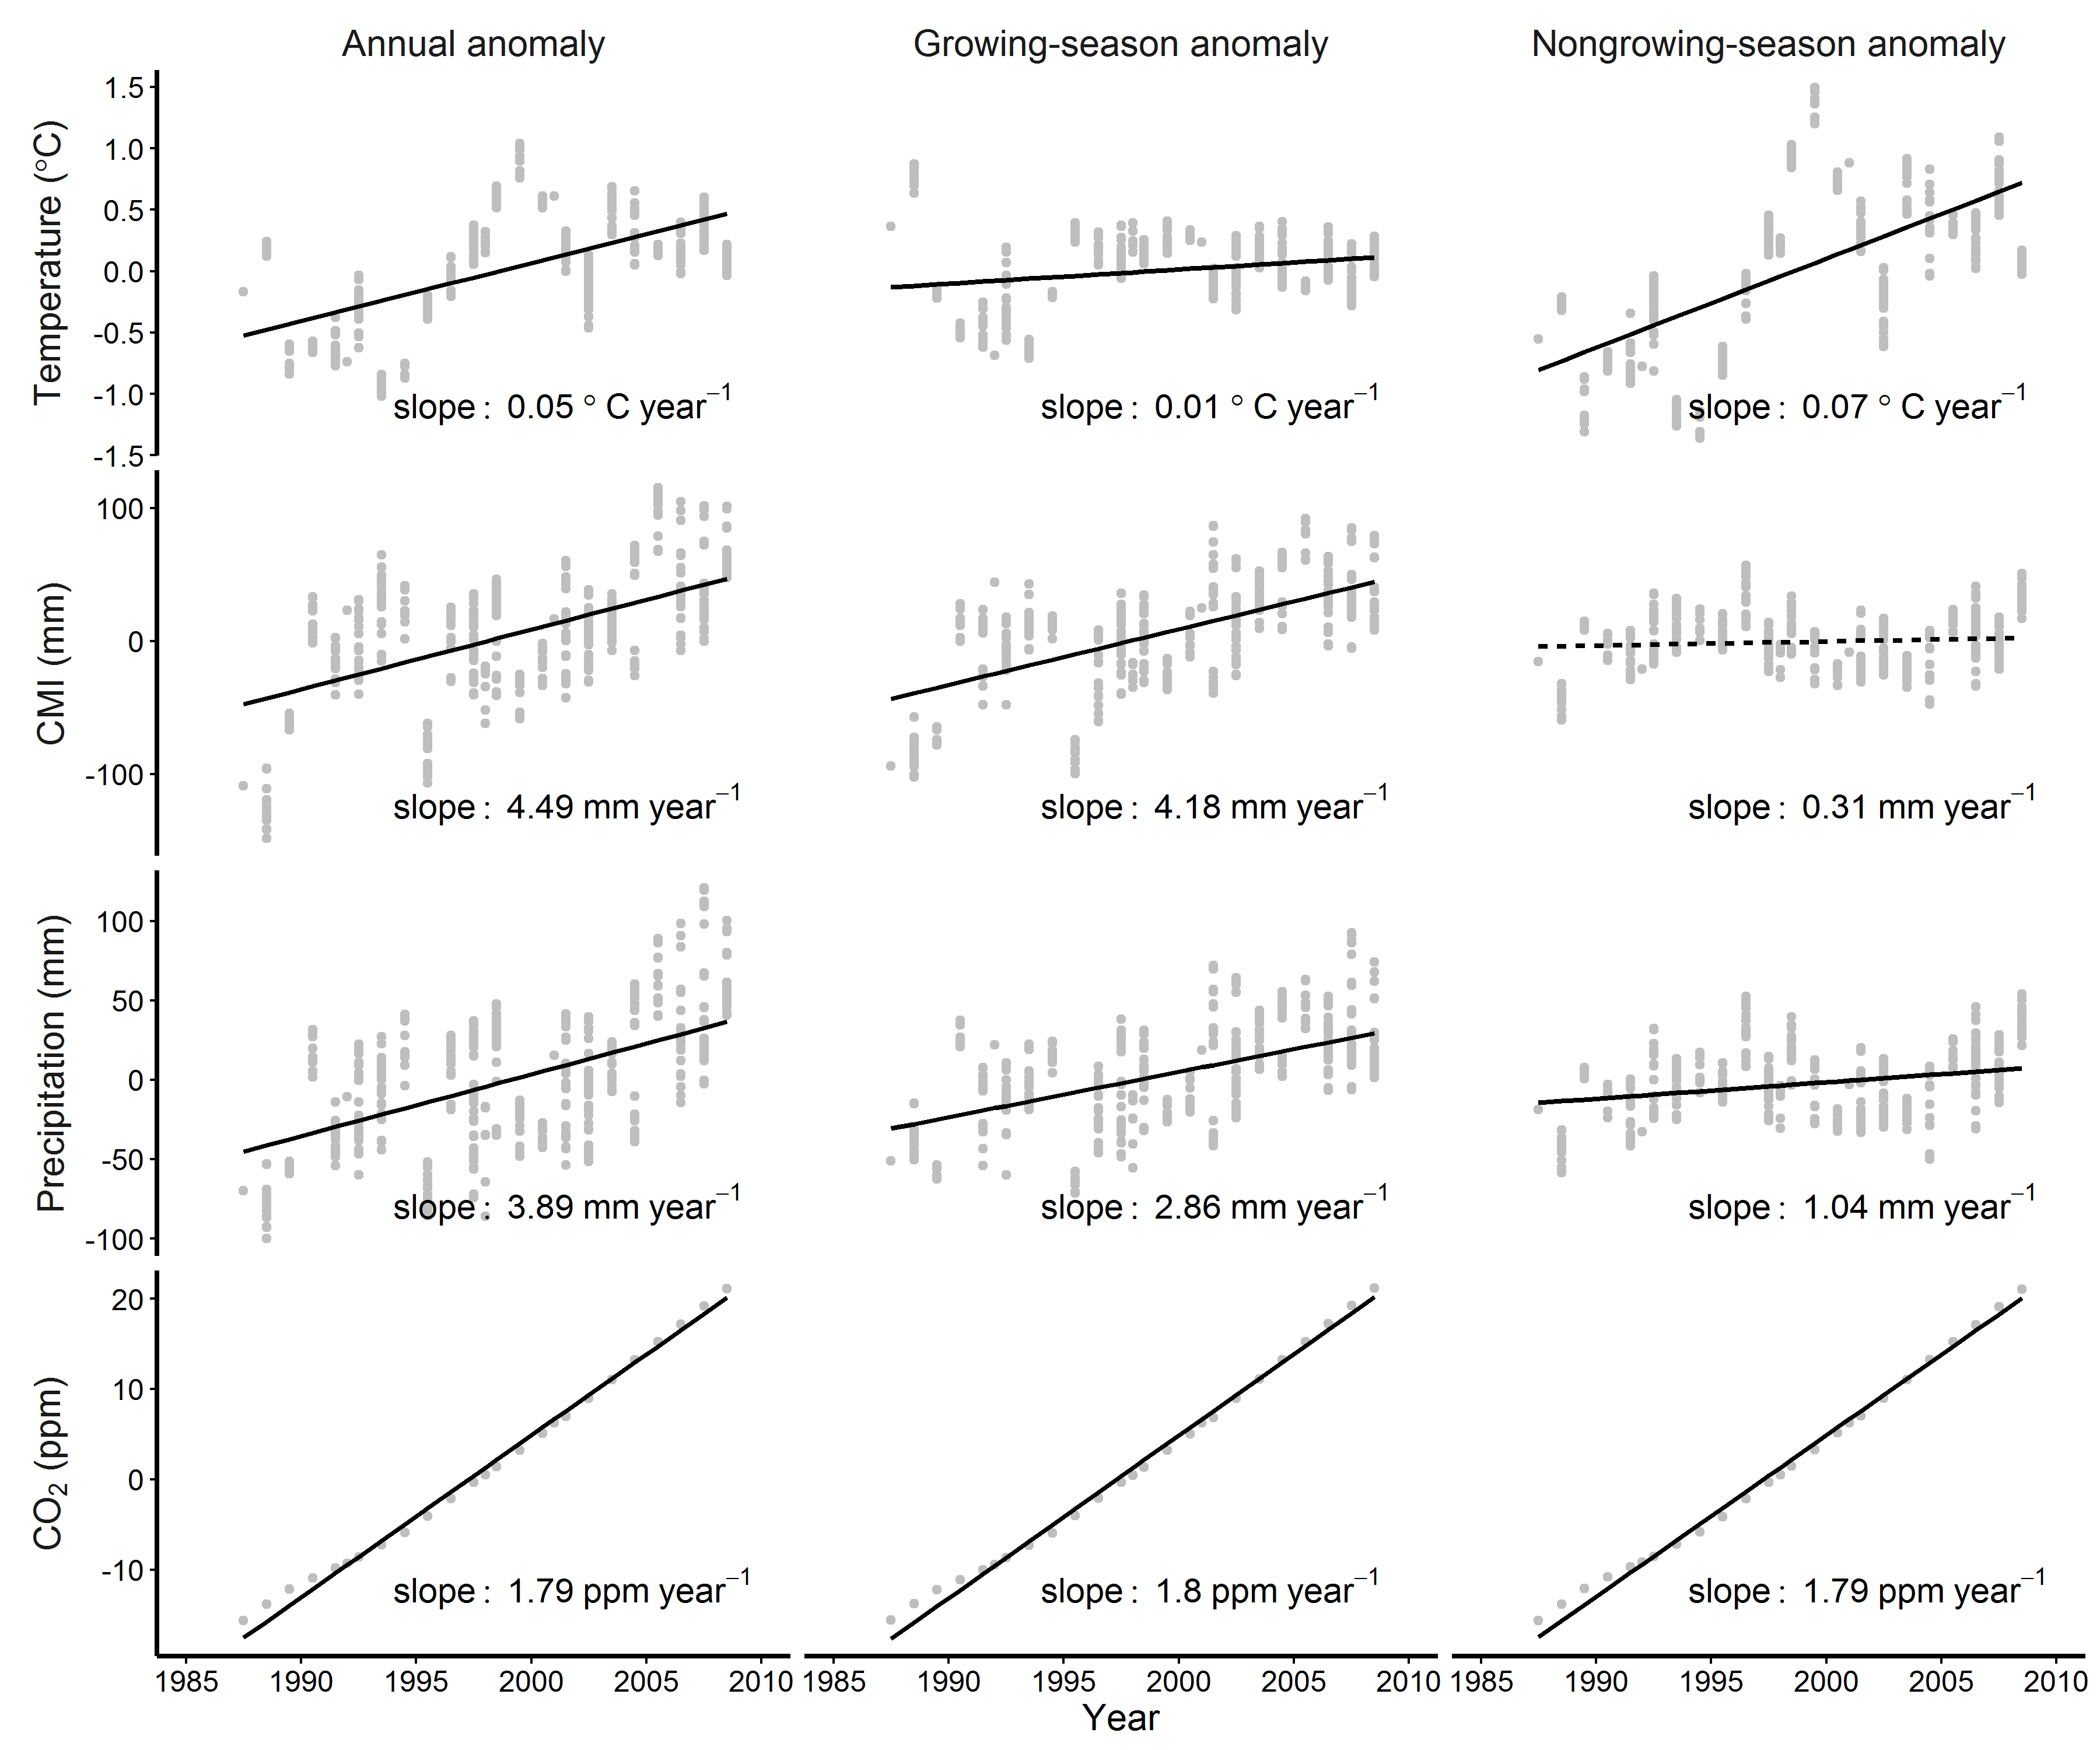 Annual anomaly Growing-season anomaly Nongrowing-season anomaly
Temperature (°C)
1.5
1.0
0.5
0.0
-0.5
-1.0
-1.5
slope : 0.05 ° C year⁻¹
slope : 0.01 ° C year⁻¹
slope : 0.07 ° C year⁻¹
CMI (mm)
100
0
-100
slope : 4.49 mm year⁻¹
slope : 4.18 mm year⁻¹
slope : 0.31 mm year⁻¹
Precipitation (mm)
100
50
0
-50
-100
slope : 3.89 mm year⁻¹
slope : 2.86 mm year⁻¹
slope : 1.04 mm year⁻¹
CO₂ (ppm)
20
10
0
-10
slope : 1.79 ppm year⁻¹
slope : 1.8 ppm year⁻¹
slope : 1.79 ppm year⁻¹
1985 1990 1995 2000 2005 2010 1985 1990 1995 2000 2005 2010 1985 1990 1995 2000 2005 2010
Year